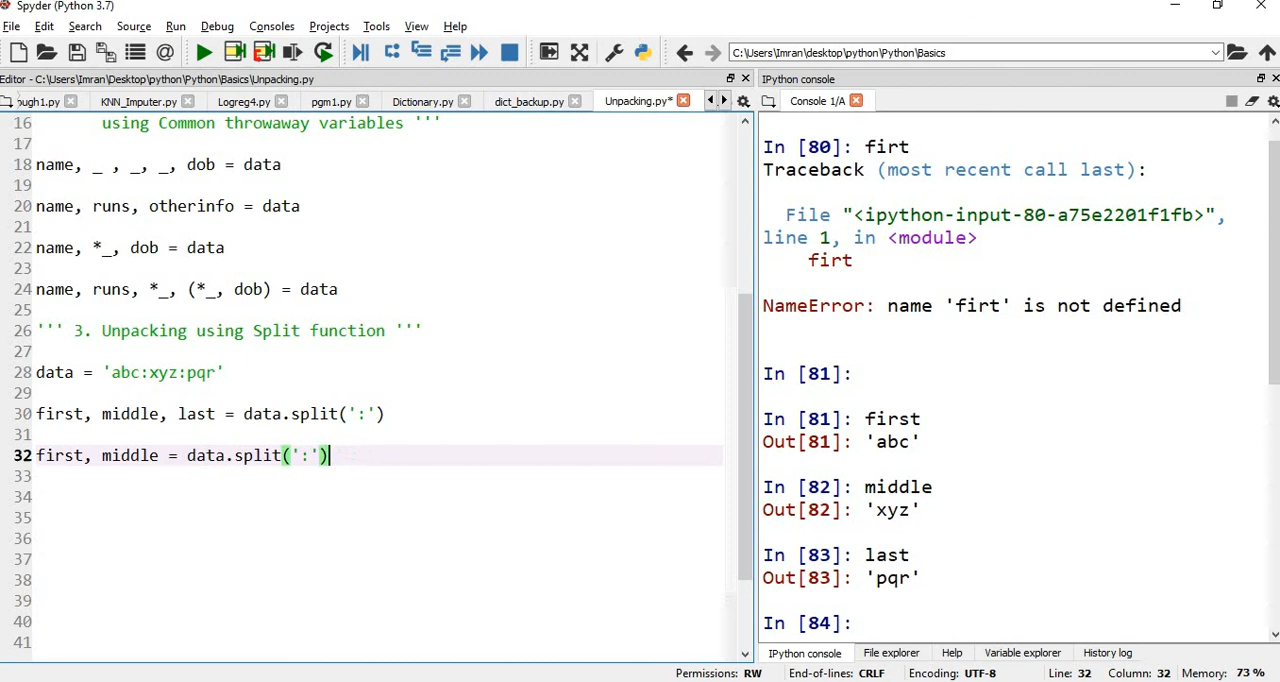 Spyder (Python 3.7)
File Edit Search Source Run Debug Consoles Projects Tools View Help
C:\Users\Imran\desktop\python\Python\Basics
Editor - C:\Users\Imran\Desktop\python\Python\Basics\Unpacking.py
IPython console
ough1.py KNN_Imputer.py Logreg4.py pgm1.py Dictionary.py dict_backup.py Unpacking.py*
Console 1/A
16 using Common throwaway variables '''
17
18 name, _ , _, _, dob = data
19
20 name, runs, otherinfo = data
21
22 name, *_, dob = data
23
24 name, runs, *_, (*_, dob) = data
25
26 ''' 3. Unpacking using Split function '''
27
28 data = 'abc:xyz:pqr'
29
30 first, middle, last = data.split(':')
31
32 first, middle = data.split(':')
33
34
35
36
37
38
39
40
41
In [80]: firt
Traceback (most recent call last):
File "<ipython-input-80-a75e2201f1fb>",
line 1, in <module>
firt
NameError: name 'firt' is not defined
In [81]:
In [81]: first
Out[81]: 'abc'
In [82]: middle
Out[82]: 'xyz'
In [83]: last
Out[83]: 'pqr'
In [84]:
IPython console File explorer Help Variable explorer History log
Permissions: RW End-of-lines: CRLF Encoding: UTF-8 Line: 32 Column: 32 Memory: 73 %